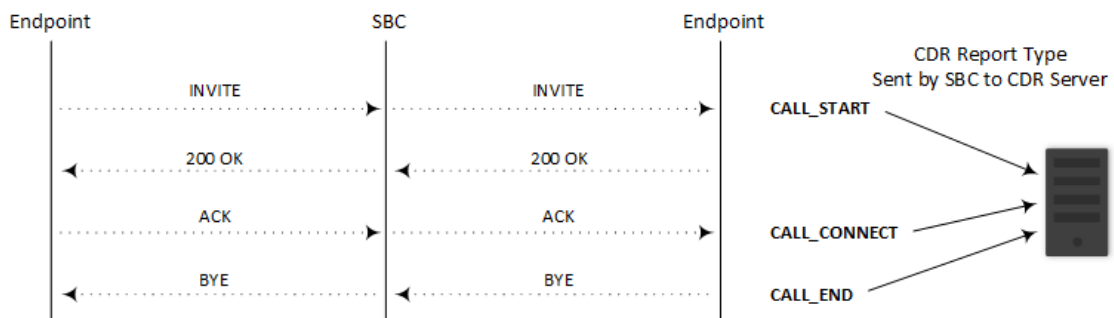 Endpoint
SBC
Endpoint
CDR Report Type
Sent by SBC to CDR Server
INVITE
INVITE
CALL_START
200 OK
200 OK
ACK
ACK
CALL_CONNECT
BYE
BYE
CALL_END